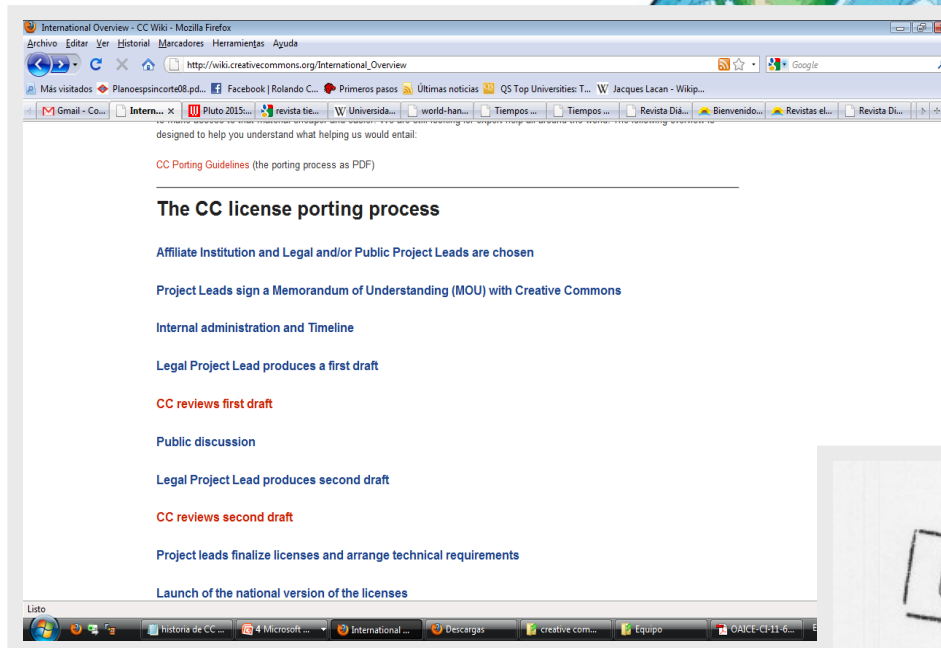 International Overview - CC Wiki - Mozilla Firefox
Archivo Editar Ver Historial Marcadores Herramientas Ayuda
http://wiki.creativecommons.org/International_Overview
Google
Más visitados Planoespsincorte08.pd... Facebook | Rolando C... Primeros pasos Últimas noticias QS Top Universities: T... Jacques Lacan - Wikip...
Gmail - Co... Intern... Pluto 2015:... revista tie... Universida... world-han... Tiempos ... Tiempos ... Revista Diá... Bienvenido... Revistas el... Revista Di...
designed to help you understand what helping us would entail:
CC Porting Guidelines (the porting process as PDF)
The CC license porting process
Affiliate Institution and Legal and/or Public Project Leads are chosen
Project Leads sign a Memorandum of Understanding (MOU) with Creative Commons
Internal administration and Timeline
Legal Project Lead produces a first draft
CC reviews first draft
Public discussion
Legal Project Lead produces second draft
CC reviews second draft
Project leads finalize licenses and arrange technical requirements
Launch of the national version of the licenses
Listo
historia de CC ... 4 Microsoft ... International ... Descargas creative com... Equipo OAICE-CI-11-6...